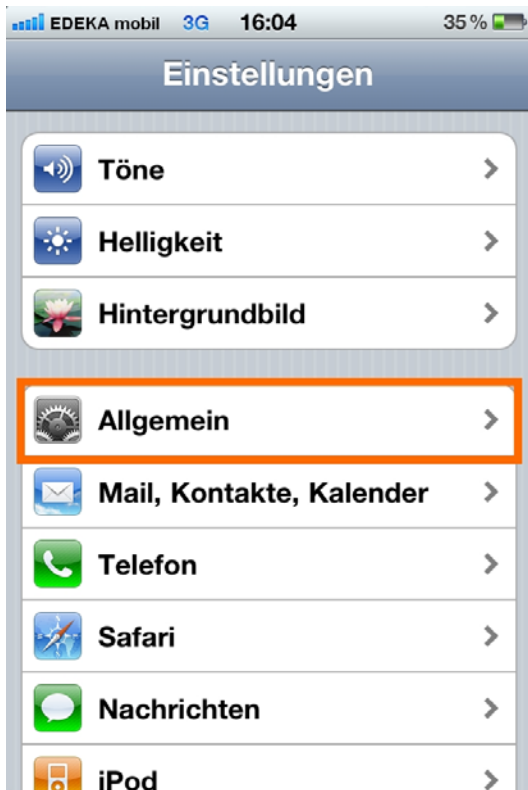 EDEKA mobil 3G 16:04 35 %
Einstellungen
Töne
Helligkeit
Hintergrundbild
Allgemein
Mail, Kontakte, Kalender
Telefon
Safari
Nachrichten
iPod